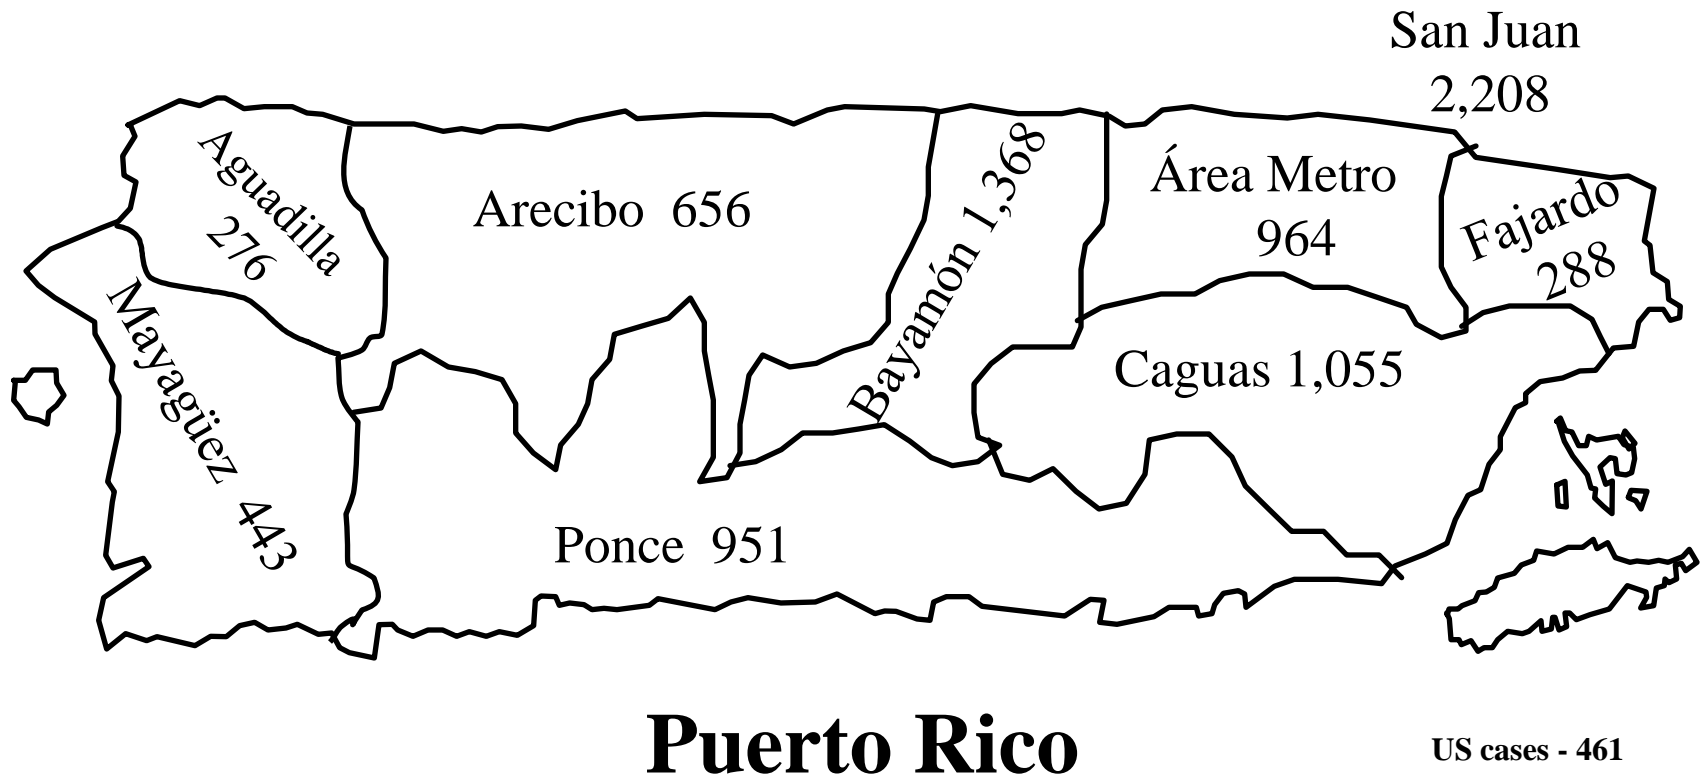 San Juan
2,208
Aguadilla
276
Arecibo 656
Bayamón 1,368
Área Metro
964
Fajardo
288
Mayagüez 443
Caguas 1,055
Ponce 951
Puerto Rico
US cases - 461